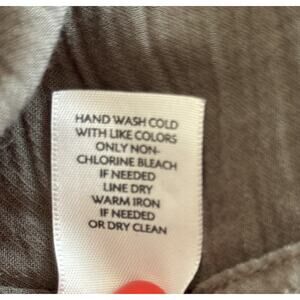 HAND WASH COLD
WITH LIKE COLORS
ONLY NON-
CHLORINE BLEACH
IF NEEDED
LINE DRY
WARM IRON
IF NEEDED
OR DRY CLEAN